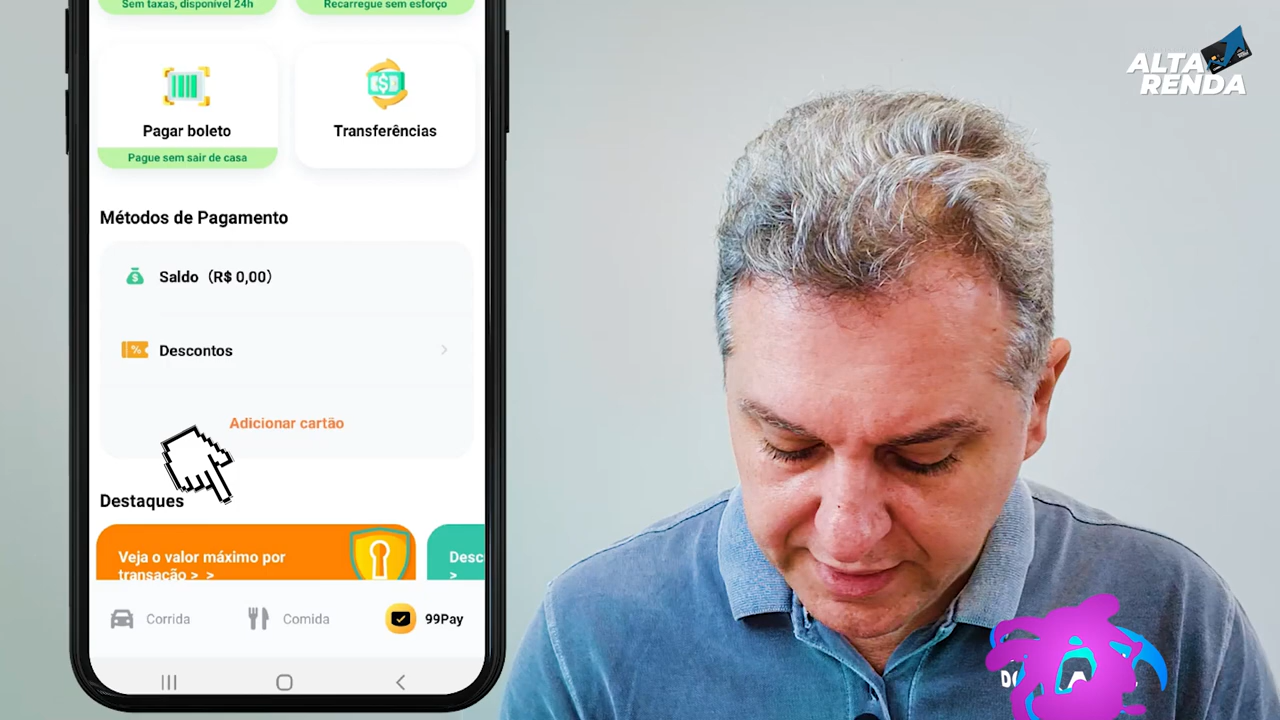 Sem taxas, disponível 24h
Recarregue sem esforço
ALTA
RENDA
Pagar boleto
Transferências
Pague sem sair de casa
Métodos de Pagamento
Saldo (R$ 0,00)
Descontos
Adicionar cartão
Destaques
Veja o valor máximo por
transação > >
Desc
>
Corrida
Comida
99Pay